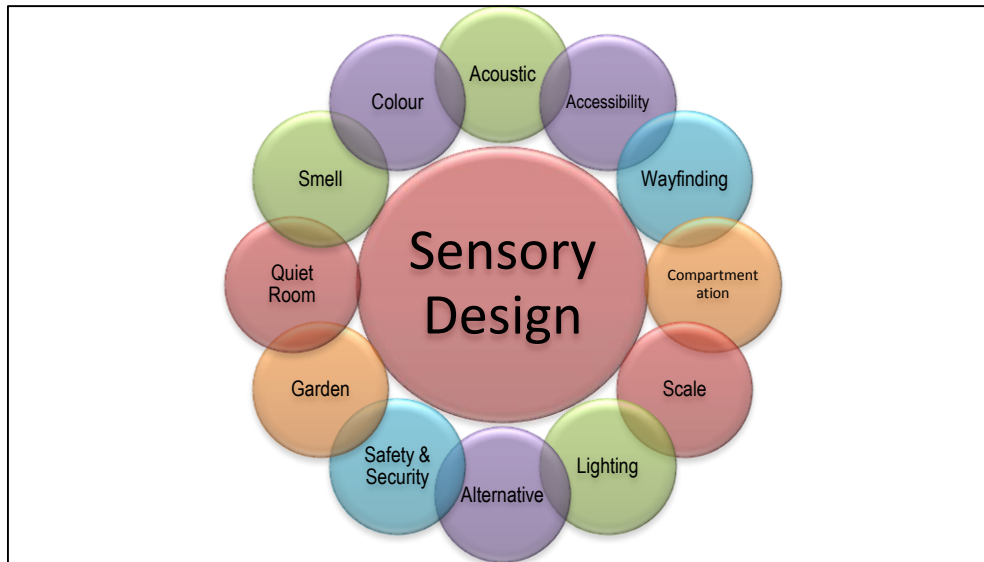 Acoustic
Accessibility
Wayfinding
Compartment
ation
Scale
Lighting
Alternative
Safety &
Security
Garden
Quiet
Room
Smell
Colour
Sensory
Design